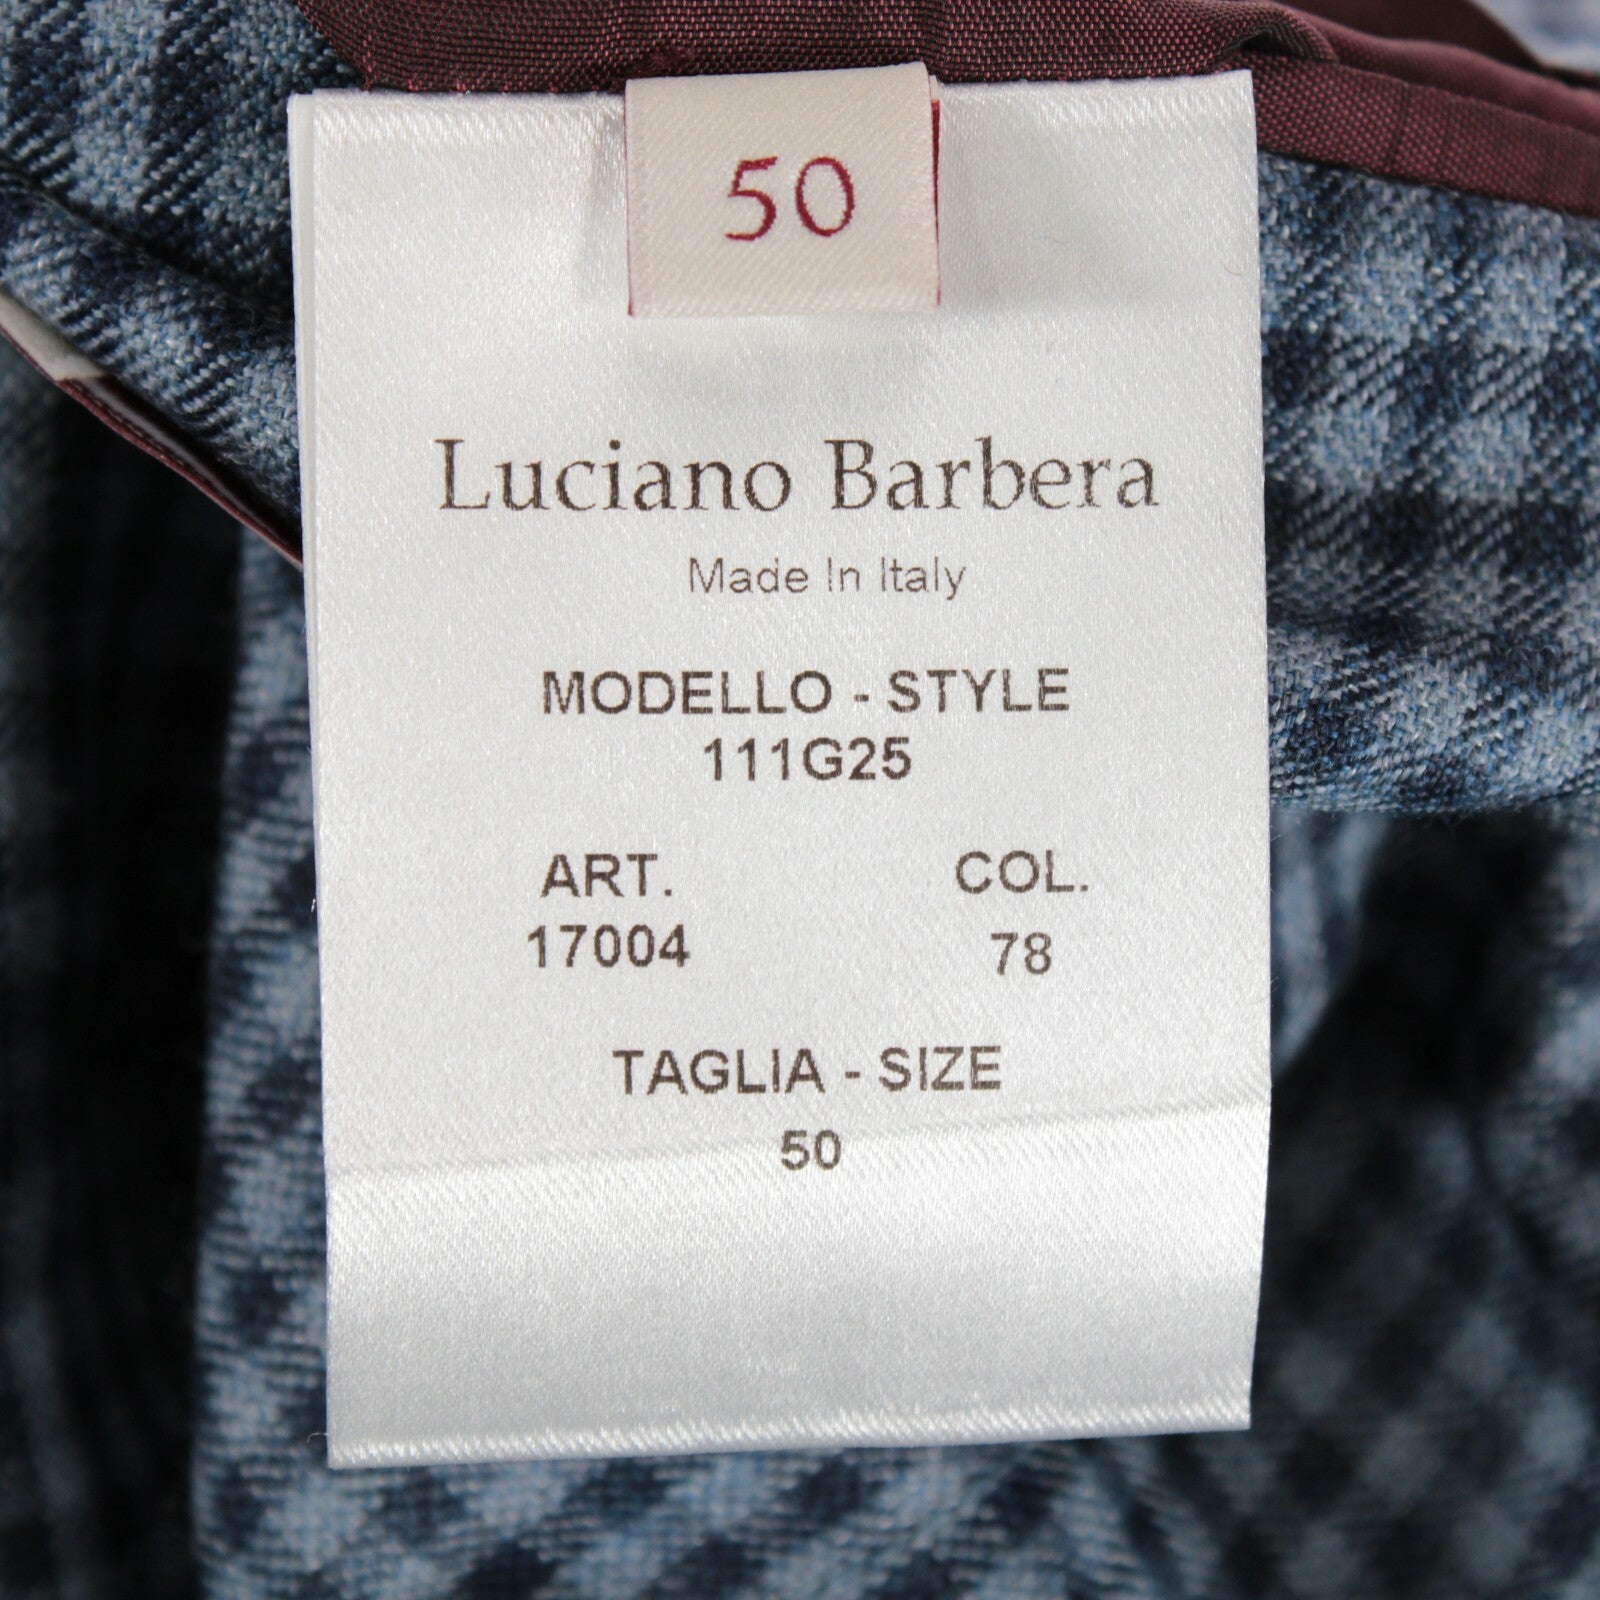 50
Luciano Barbera
Made In Italy
MODELLO - STYLE
111G25
ART. COL.
17004 78
TAGLIA - SIZE
50